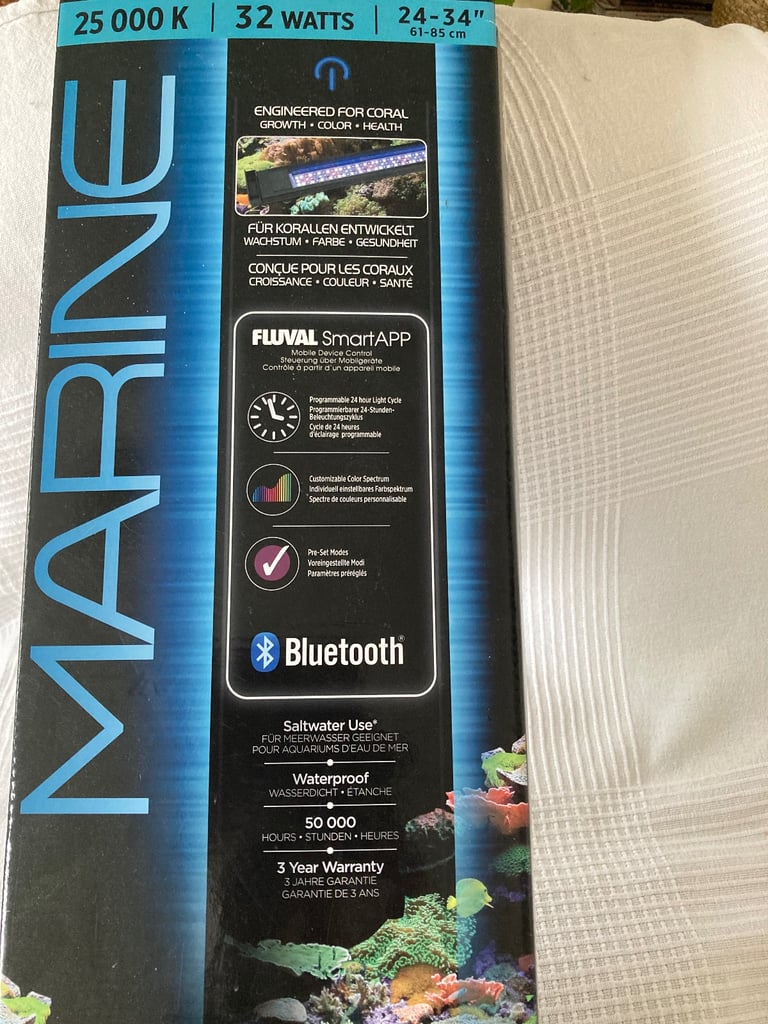 25 000 K | 32 WATTS | 24-34"
61-85 cm
MARINE
ENGINEERED FOR CORAL
GROWTH • COLOR • HEALTH
FÜR KORALLEN ENTWICKELT
WACHSTUM • FARBE • GESUNDHEIT
CONÇUE POUR LES CORAUX
CROISSANCE • COULEUR • SANTÉ
FLUVAL SmartAPP
Mobile Device Control
Steuerung über Mobilgeräte
Contrôle à partir d'un appareil mobile
Programmable 24 hour Light Cycle
Programmierbarer 24-Stunden-
Beleuchtungszyklus
Cycle de 24 heures
d'éclairage programmable
Customizable Color Spectrum
Individuell einstellbares Farbspektrum
Spectre de couleurs personnalisable
Pre-Set Modes
Voreingestellte Modi
Paramètres préréglés
Bluetooth®
Saltwater Use*
FÜR MEERWASSER GEEIGNET
POUR AQUARIUMS D'EAU DE MER
Waterproof
WASSERDICHT • ÉTANCHE
50 000
HOURS • STUNDEN • HEURES
3 Year Warranty
3 JAHRE GARANTIE
GARANTIE DE 3 ANS